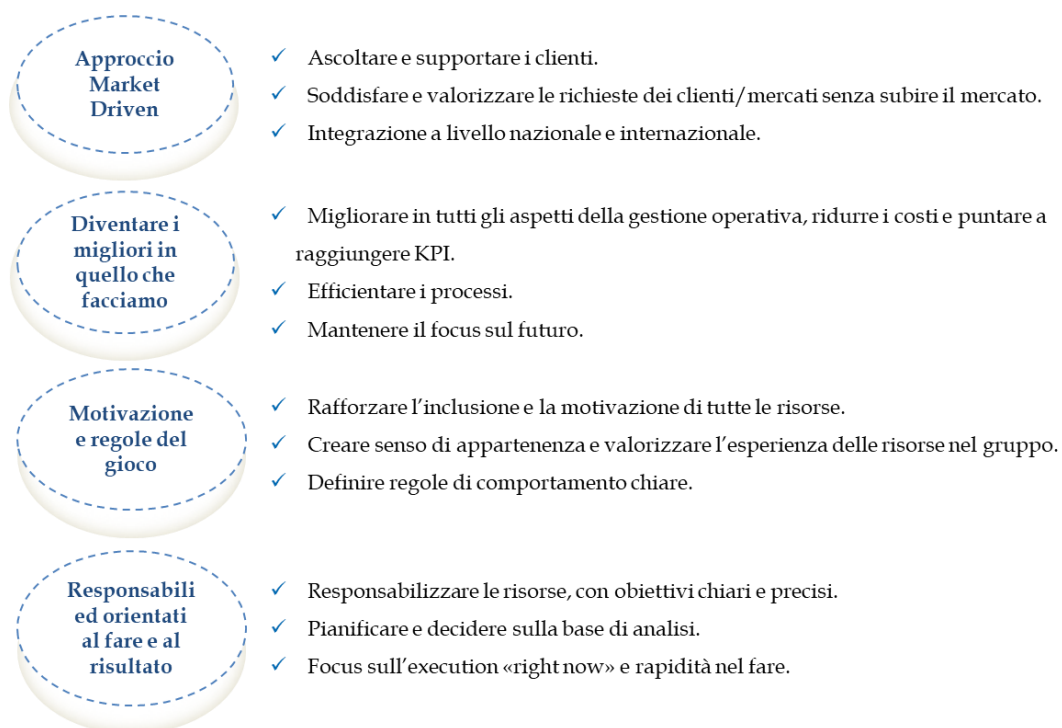 Approccio
Market
Driven
✓ Ascoltare e supportare i clienti.
✓ Soddisfare e valorizzare le richieste dei clienti/mercati senza subire il mercato.
✓ Integrazione a livello nazionale e internazionale.
Diventare i
migliori in
quello che
facciamo
✓ Migliorare in tutti gli aspetti della gestione operativa, ridurre i costi e puntare a
raggiungere KPI.
✓ Efficientare i processi.
✓ Mantenere il focus sul futuro.
Motivazione
e regole del
gioco
✓ Rafforzare l’inclusione e la motivazione di tutte le risorse.
✓ Creare senso di appartenenza e valorizzare l’esperienza delle risorse nel gruppo.
✓ Definire regole di comportamento chiare.
Responsabili
ed orientati
al fare e al
risultato
✓ Responsabilizzare le risorse, con obiettivi chiari e precisi.
✓ Pianificare e decidere sulla base di analisi.
✓ Focus sull’execution «right now» e rapidità nel fare.